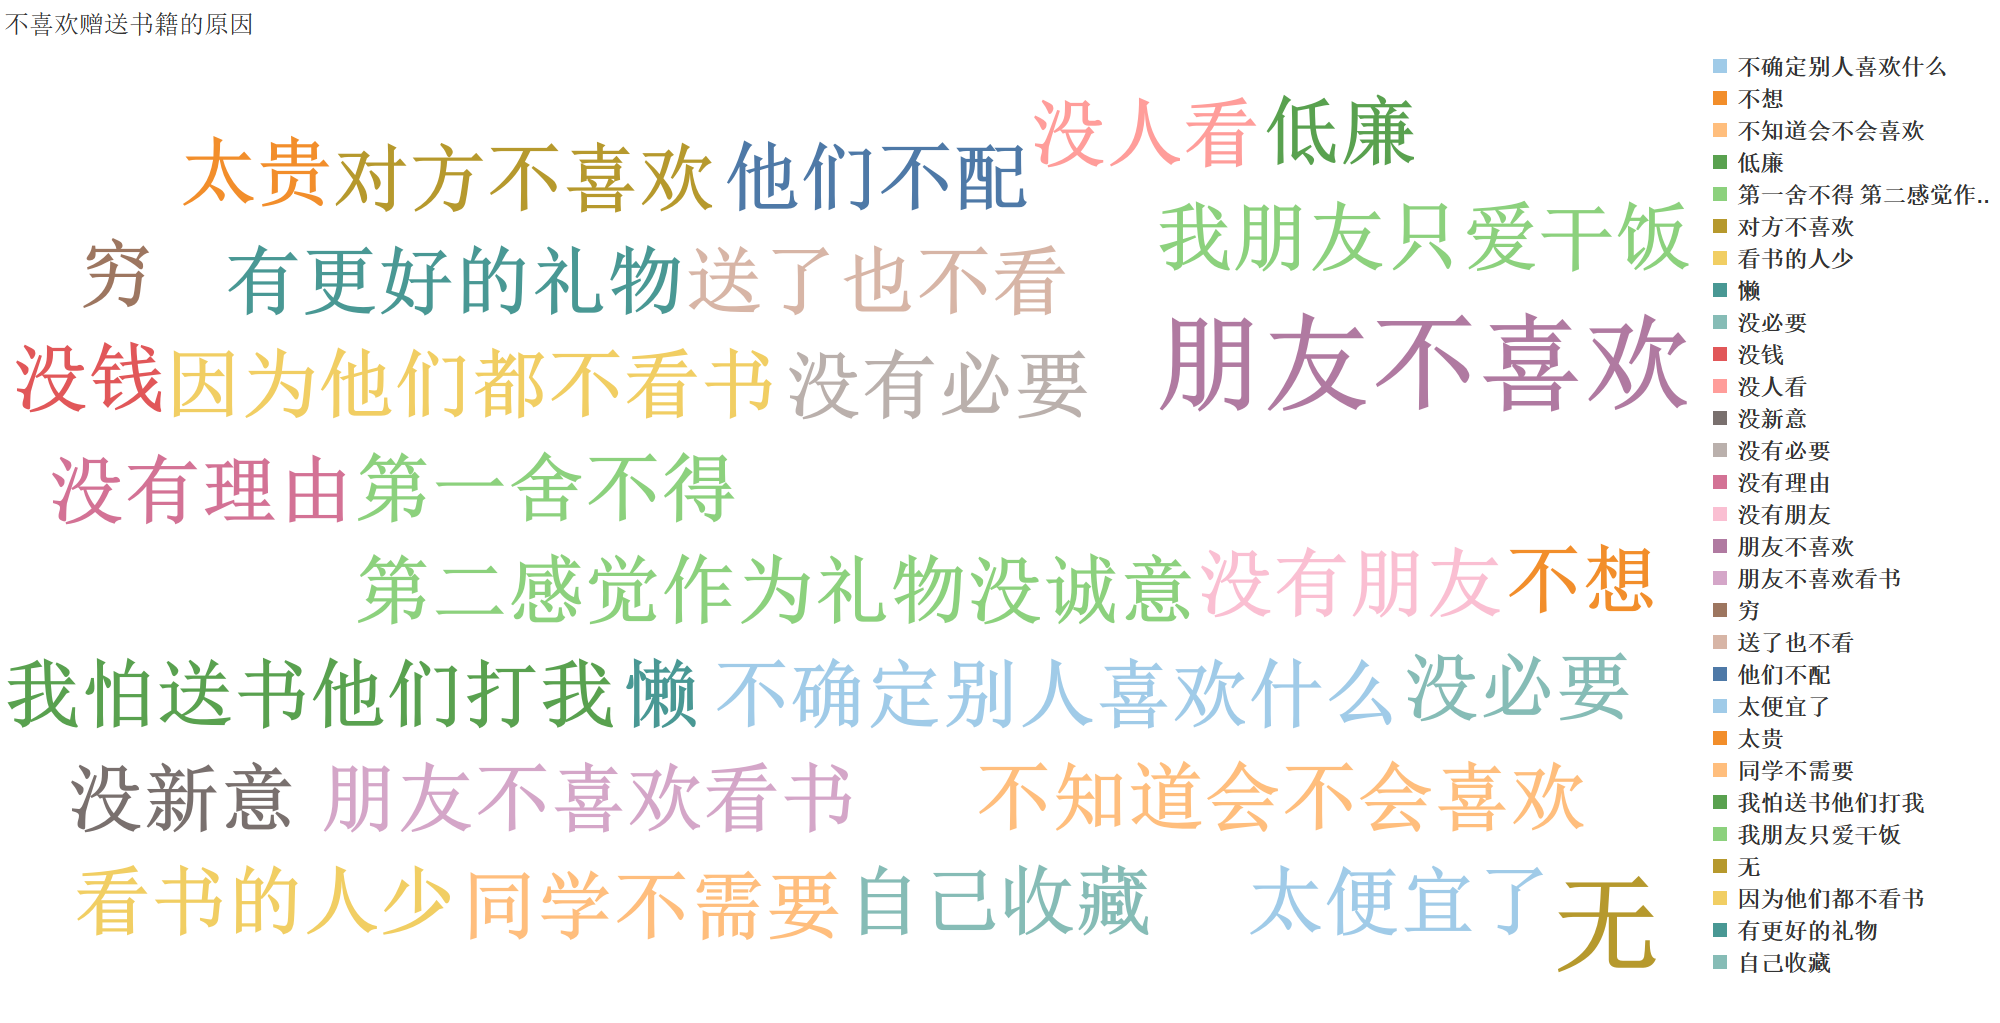 不喜欢赠送书籍的原因
没人看 低廉
太贵 对方不喜欢 他们不配
我朋友只爱干饭
穷 有更好的礼物 送了也不看
朋友不喜欢
没钱 因为他们都不看书 没有必要
没有理由 第一舍不得
第二感觉作为礼物没诚意 没有朋友 不想
我怕送书他们打我 懒 不确定别人喜欢什么 没必要
没新意 朋友不喜欢看书 不知道会不会喜欢
看书的人少 同学不需要 自己收藏 太便宜了 无
不确定别人喜欢什么
不想
不知道会不会喜欢
低廉
第一舍不得 第二感觉作..
对方不喜欢
看书的人少
懒
没必要
没钱
没人看
没新意
没有必要
没有理由
没有朋友
朋友不喜欢
朋友不喜欢看书
穷
送了也不看
他们不配
太便宜了
太贵
同学不需要
我怕送书他们打我
我朋友只爱干饭
无
因为他们都不看书
有更好的礼物
自己收藏